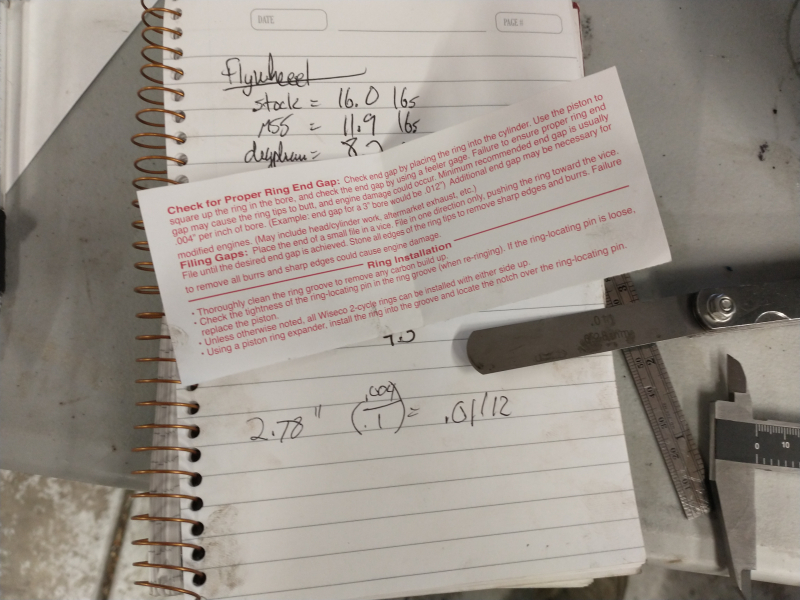 DATE
PAGE #
Flywheel
stock = 16.0 lbs
MSS = 11.9 lbs
Check for Proper Ring End Gap: Check end gap by placing the ring into the cylinder. Use the piston to
square up the ring in the bore, and check the end gap by using a feeler gage. Failure to ensure proper ring end
gap may cause the ring tips to butt, and engine damage could occur. Minimum recommended end gap is usually
.004" per inch of bore. (Example: end gap for a 3" bore would be .012") Additional end gap may be necessary for
modified engines. (May include head/cylinder work, aftermarket exhaust, etc.)
Filing Gaps: Place the end of a small file in a vice. File in one direction only, pushing the ring toward the vice.
File until the desired end gap is achieved. Stone all edges of the ring tips to remove sharp edges and burrs. Failure
to remove all burrs and sharp edges could cause engine damage.
Ring Installation
• Thoroughly clean the ring groove to remove any carbon build up.
• Check the tightness of the ring-locating pin in the ring groove (when re-ringing). If the ring-locating pin is loose,
replace the piston.
• Unless otherwise noted, all Wiseco 2-cycle rings can be installed with either side up.
• Using a piston ring expander, install the ring into the groove and locate the notch over the ring-locating pin.
2.78" (.004/.1) = .01112
0 10